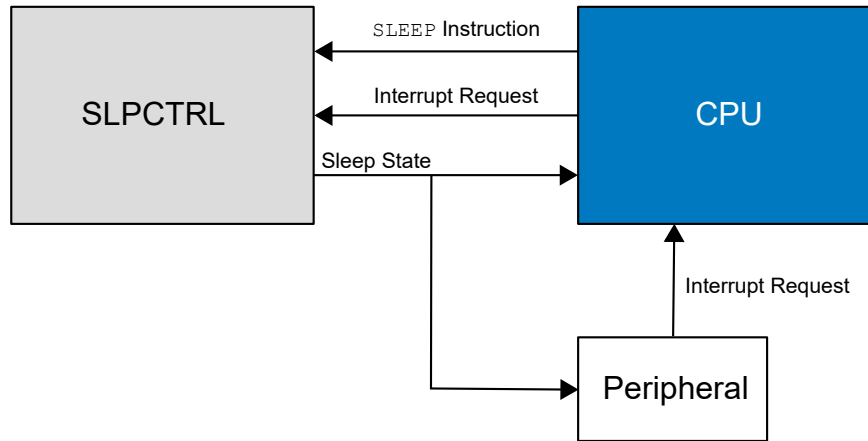 SLEEP Instruction
SLPCTRL
Interrupt Request
CPU
Sleep State
Interrupt Request
Peripheral